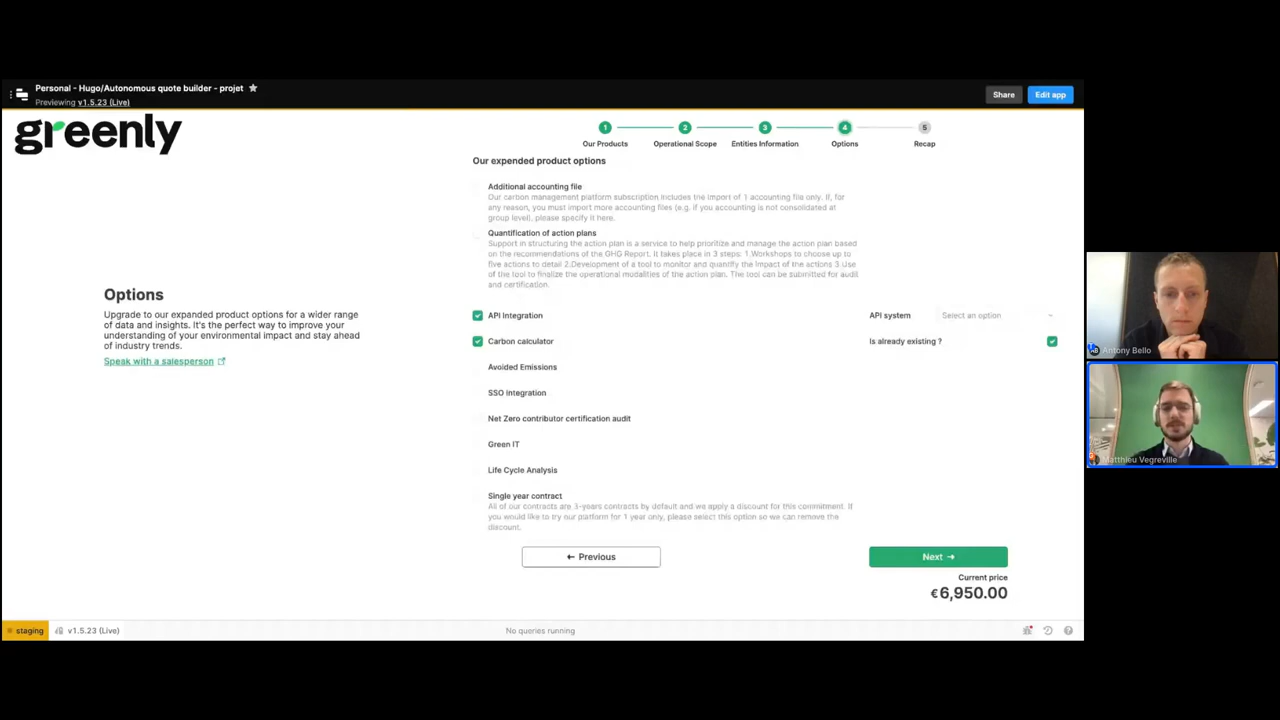 Personal - Hugo/Autonomous quote builder - projet
Previewing v1.5.23 (Live)
Share
Edit app
greenly
1
2
3
4
5
Our Products
Operational Scope
Entities Information
Options
Recap
Our expended product options
Additional accounting file
Our carbon management platform subscription includes the import of 1 accounting file only. If, for
any reason, you must import more accounting files (e.g. if you accounting is not consolidated at
group level), please specify it here.
Quantification of action plans
Support in structuring the action plan is a service to help prioritize and manage the action plan based
on the recommendations of the GHG Report. It takes place in 3 steps: 1.Workshops to choose up to
five actions to detail 2.Development of a tool to monitor and quantify the impact of the actions 3.Use
of the tool to finalize the operational modalities of the action plan. The tool can be submitted for audit
and certification.
Options
Upgrade to our expanded product options for a wider range
of data and insights. It's the perfect way to improve your
understanding of your environmental impact and stay ahead
of industry trends.
Speak with a salesperson
API Integration
API system
Select an option
Carbon calculator
Is already existing ?
Avoided Emissions
SSO integration
Net Zero contributor certification audit
Green IT
Life Cycle Analysis
Single year contract
All of our contracts are 3-years contracts by default and we apply a discount for this commitment. If
you would like to try our platform for 1 year only, please select this option so we can remove the
discount.
← Previous
Next →
Current price
€6,950.00
staging
v1.5.23 (Live)
No queries running
Antony Bello
Matthieu Vegreville